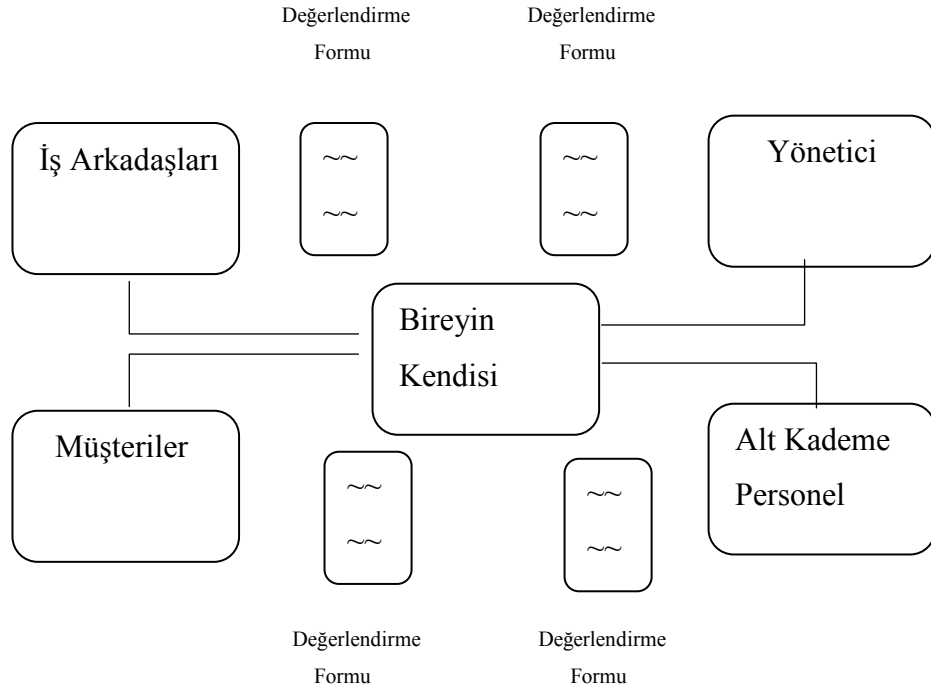 Değerlendirme
Formu
Değerlendirme
Formu
İş Arkadaşları
~~
~~
~~
~~
Yönetici
Bireyin
Kendisi
Müşteriler
~~
~~
~~
~~
Alt Kademe
Personel
Değerlendirme
Formu
Değerlendirme
Formu